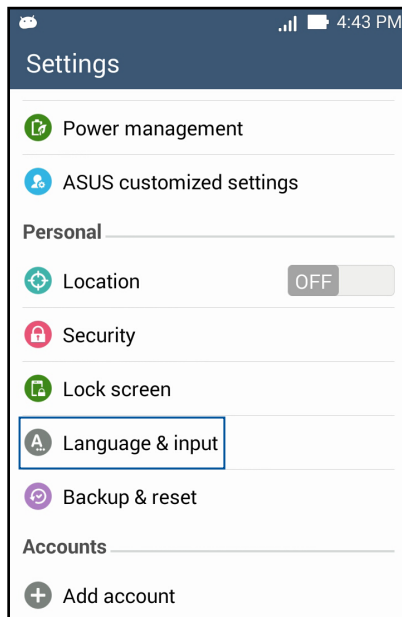 4:43 PM
Settings
Power management
ASUS customized settings
Personal
Location OFF
Security
Lock screen
A Language & input
Backup & reset
Accounts
Add account